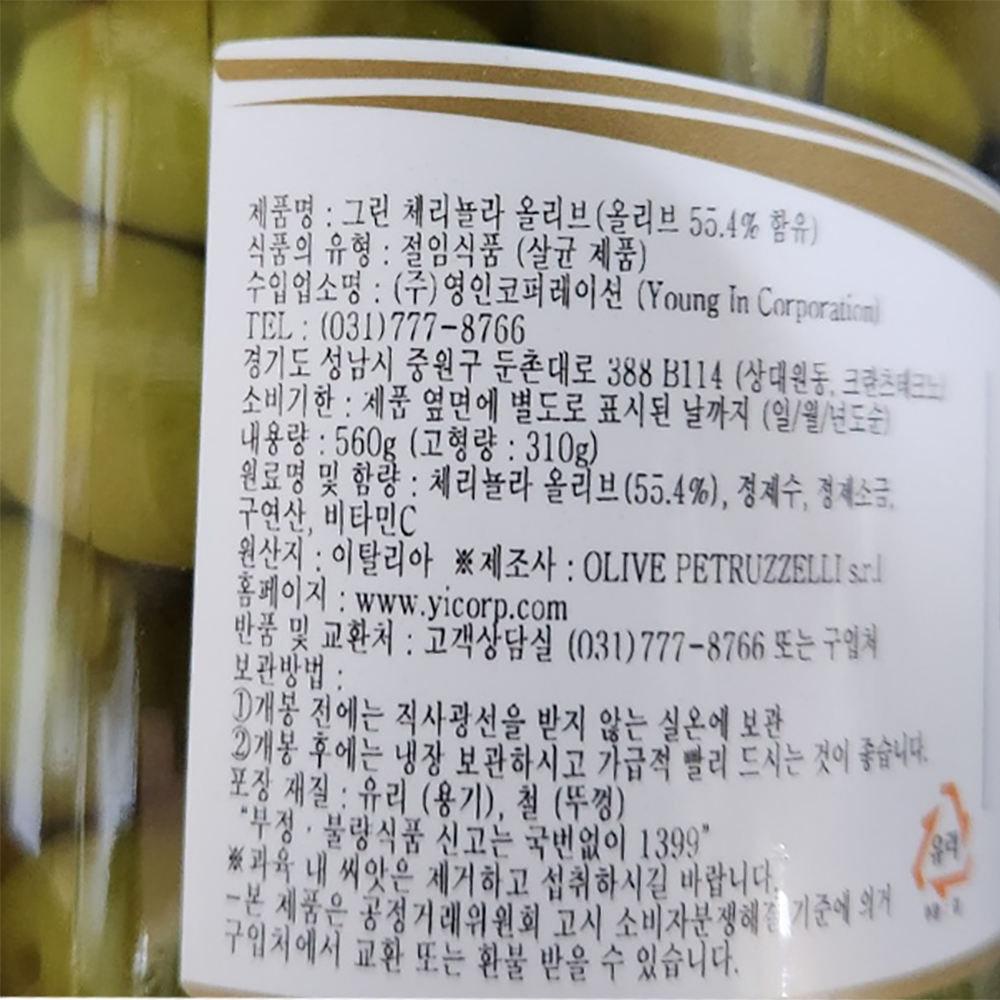 제품명 : 그린 체리뇰라 올리브(올리브 55.4% 함유)
식품의 유형 : 절임식품 (살균 제품)
수입업소명 : (주)영인코퍼레이션 (Young In Corporation)
TEL : (031)777-8766
경기도 성남시 중원구 둔촌대로 388 B114 (상대원동, 크란츠테크노)
소비기한 : 제품 옆면에 별도로 표시된 날까지 (일/월/년도순)
내용량 : 560g (고형량 : 310g)
원료명 및 함량 : 체리뇰라 올리브(55.4%), 정제수, 정제소금,
구연산, 비타민C
원산지 : 이탈리아 ※제조사 : OLIVE PETRUZZELLI s.r.l
홈페이지 : www.yicorp.com
반품 및 교환처 : 고객상담실 (031)777-8766 또는 구입처
보관방법 :
①개봉 전에는 직사광선을 받지 않는 실온에 보관
②개봉 후에는 냉장 보관하시고 가급적 빨리 드시는 것이 좋습니다.
포장 재질 : 유리 (용기), 철 (뚜껑)
"부정·불량식품 신고는 국번없이 1399"
※과육 내 씨앗은 제거하고 섭취하시길 바랍니다.
-본 제품은 공정거래위원회 고시 소비자분쟁해결 기준에 의거
구입처에서 교환 또는 환불 받을 수 있습니다.
유리